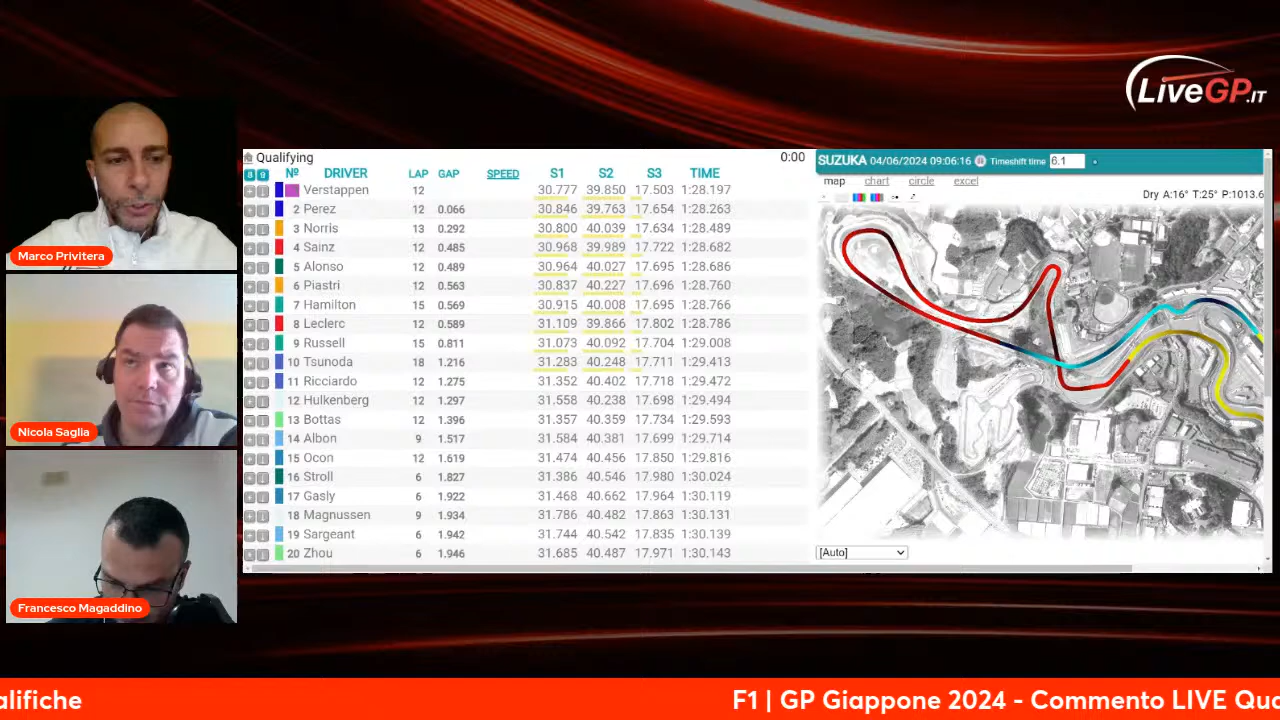 LiveGP.IT
Marco Privitera
Nicola Saglia
Francesco Magaddino
Qualifying 0:00
Nº DRIVER LAP GAP SPEED S1 S2 S3 TIME
Verstappen 12 30.777 39.850 17.503 1:28.197
2 Perez 12 0.066 30.846 39.763 17.654 1:28.263
3 Norris 13 0.292 30.800 40.039 17.634 1:28.489
4 Sainz 12 0.485 30.968 39.989 17.722 1:28.682
5 Alonso 12 0.489 30.964 40.027 17.695 1:28.686
6 Piastri 12 0.563 30.837 40.227 17.696 1:28.760
7 Hamilton 15 0.569 30.915 40.008 17.695 1:28.766
8 Leclerc 12 0.589 31.109 39.866 17.802 1:28.786
9 Russell 15 0.811 31.073 40.092 17.704 1:29.008
10 Tsunoda 18 1.216 31.283 40.248 17.711 1:29.413
11 Ricciardo 12 1.275 31.352 40.402 17.718 1:29.472
12 Hulkenberg 12 1.297 31.558 40.238 17.698 1:29.494
13 Bottas 12 1.396 31.357 40.359 17.734 1:29.593
14 Albon 9 1.517 31.584 40.381 17.699 1:29.714
15 Ocon 12 1.619 31.474 40.456 17.850 1:29.816
16 Stroll 6 1.827 31.386 40.546 17.980 1:30.024
17 Gasly 6 1.922 31.468 40.662 17.964 1:30.119
18 Magnussen 9 1.934 31.786 40.482 17.863 1:30.131
19 Sargeant 6 1.942 31.744 40.542 17.835 1:30.139
20 Zhou 6 1.946 31.685 40.487 17.971 1:30.143
SUZUKA 04/06/2024 09:06:16 Timeshift time 6.1
map chart circle excel
Dry A:16° T:25° P:1013.6
[Auto]
alifiche F1 | GP Giappone 2024 - Commento LIVE Qua